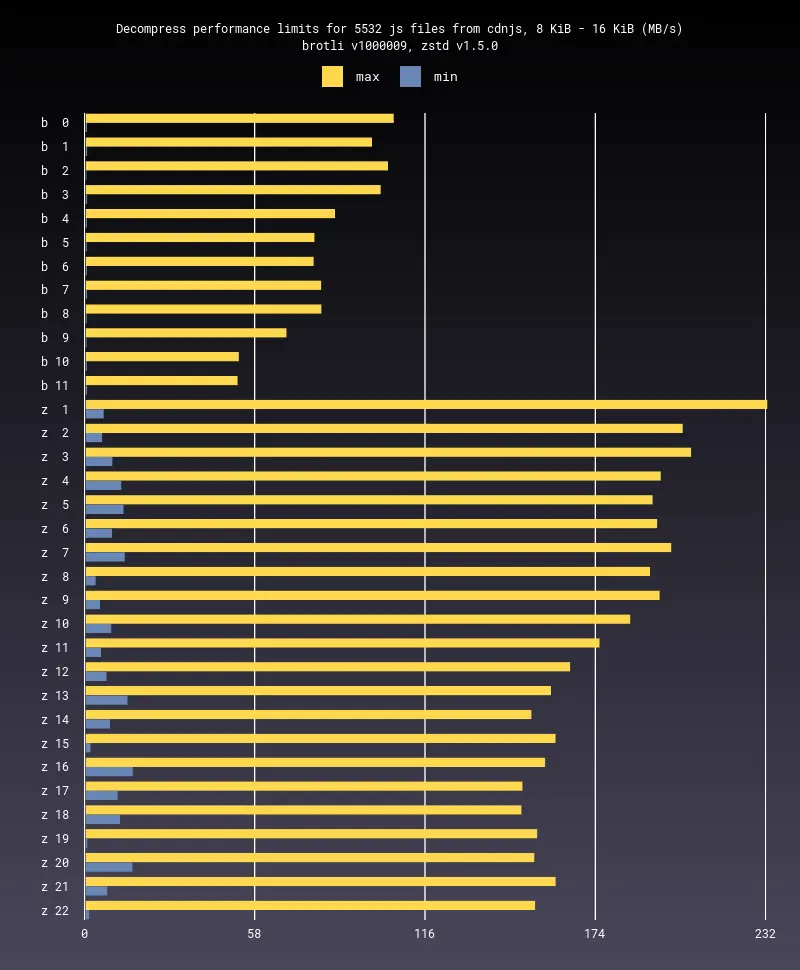 Decompress performance limits for 5532 js files from cdnjs, 8 KiB - 16 KiB (MB/s)
brotli v1000009, zstd v1.5.0
max min
b 0
b 1
b 2
b 3
b 4
b 5
b 6
b 7
b 8
b 9
b 10
b 11
z 1
z 2
z 3
z 4
z 5
z 6
z 7
z 8
z 9
z 10
z 11
z 12
z 13
z 14
z 15
z 16
z 17
z 18
z 19
z 20
z 21
z 22
0 58 116 174 232